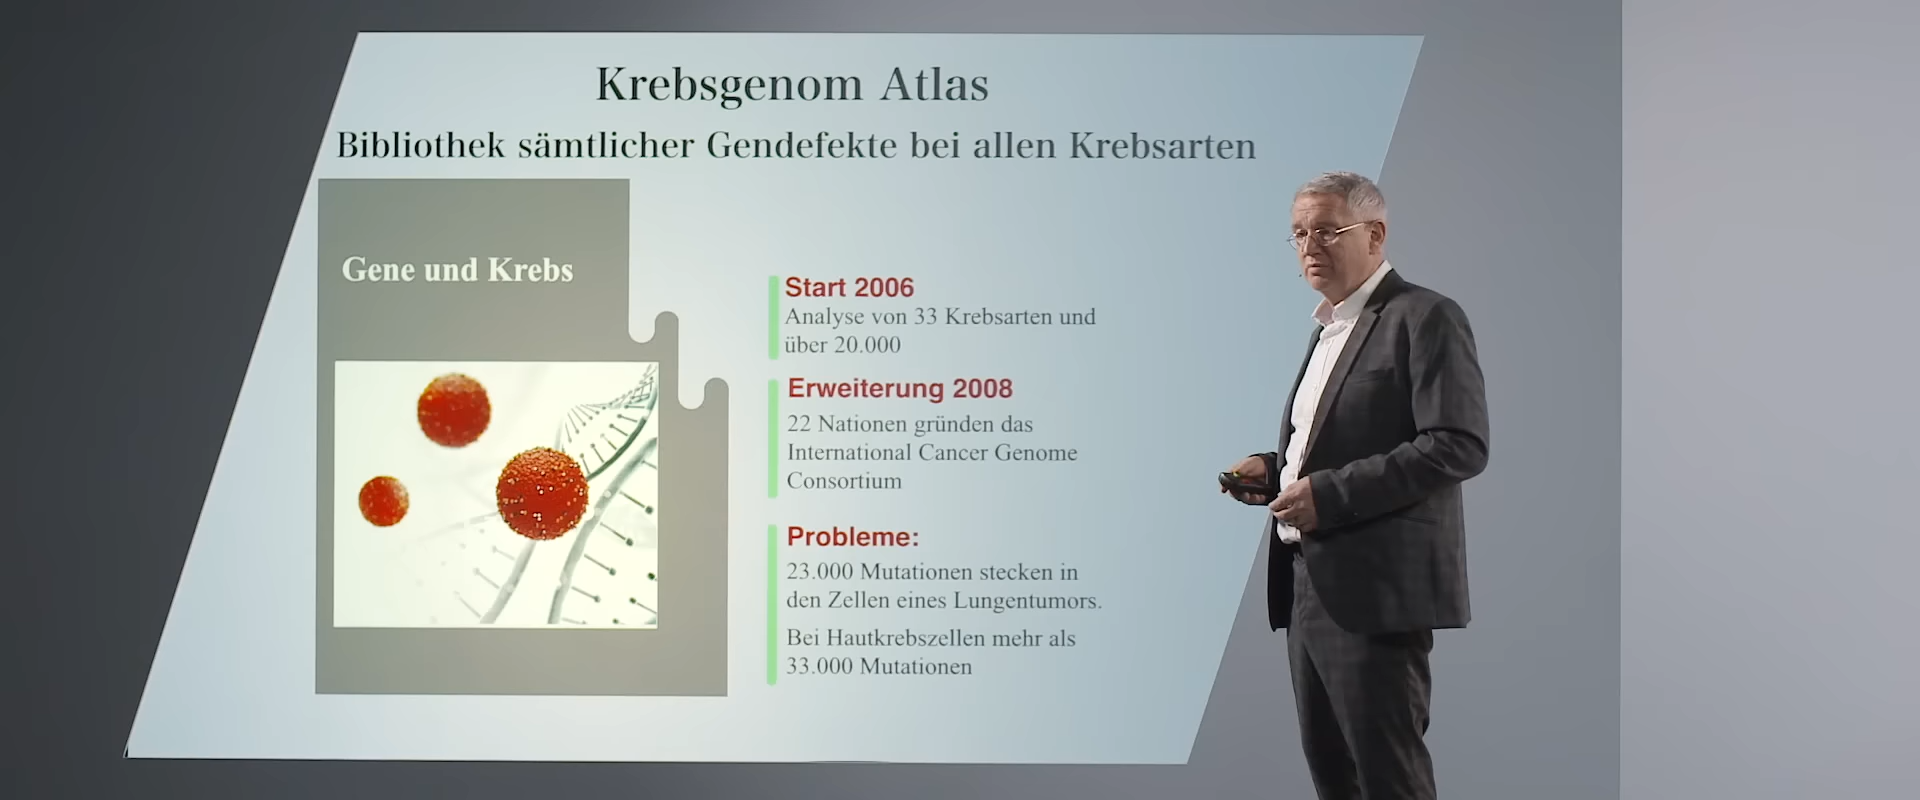 Krebsgenom Atlas
Bibliothek sämtlicher Gendefekte bei allen Krebsarten
Gene und Krebs
Start 2006
Analyse von 33 Krebsarten und
über 20.000
Erweiterung 2008
22 Nationen gründen das
International Cancer Genome
Consortium
Probleme:
23.000 Mutationen stecken in
den Zellen eines Lungentumors.
Bei Hautkrebszellen mehr als
33.000 Mutationen